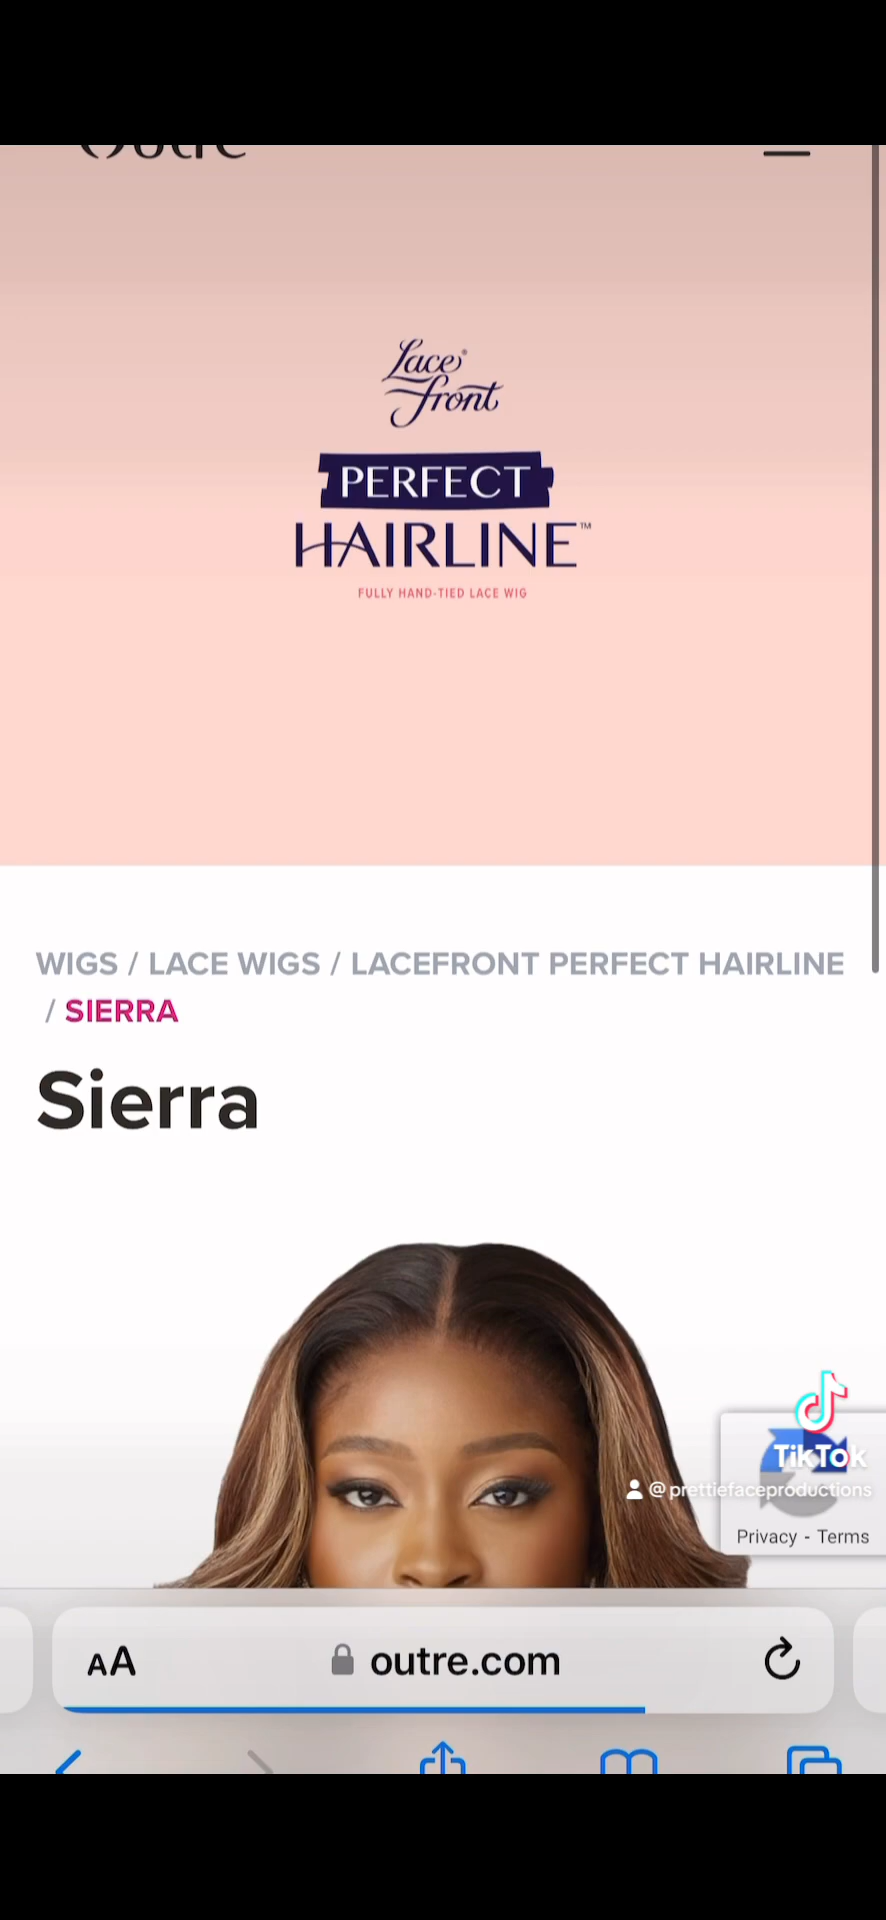 Outre
Lace
front
PERFECT
HAIRLINE™
FULLY HAND-TIED LACE WIG
WIGS / LACE WIGS / LACEFRONT PERFECT HAIRLINE
/ SIERRA
Sierra
TikTok
@prettiefaceproductions
Privacy - Terms
AA
outre.com